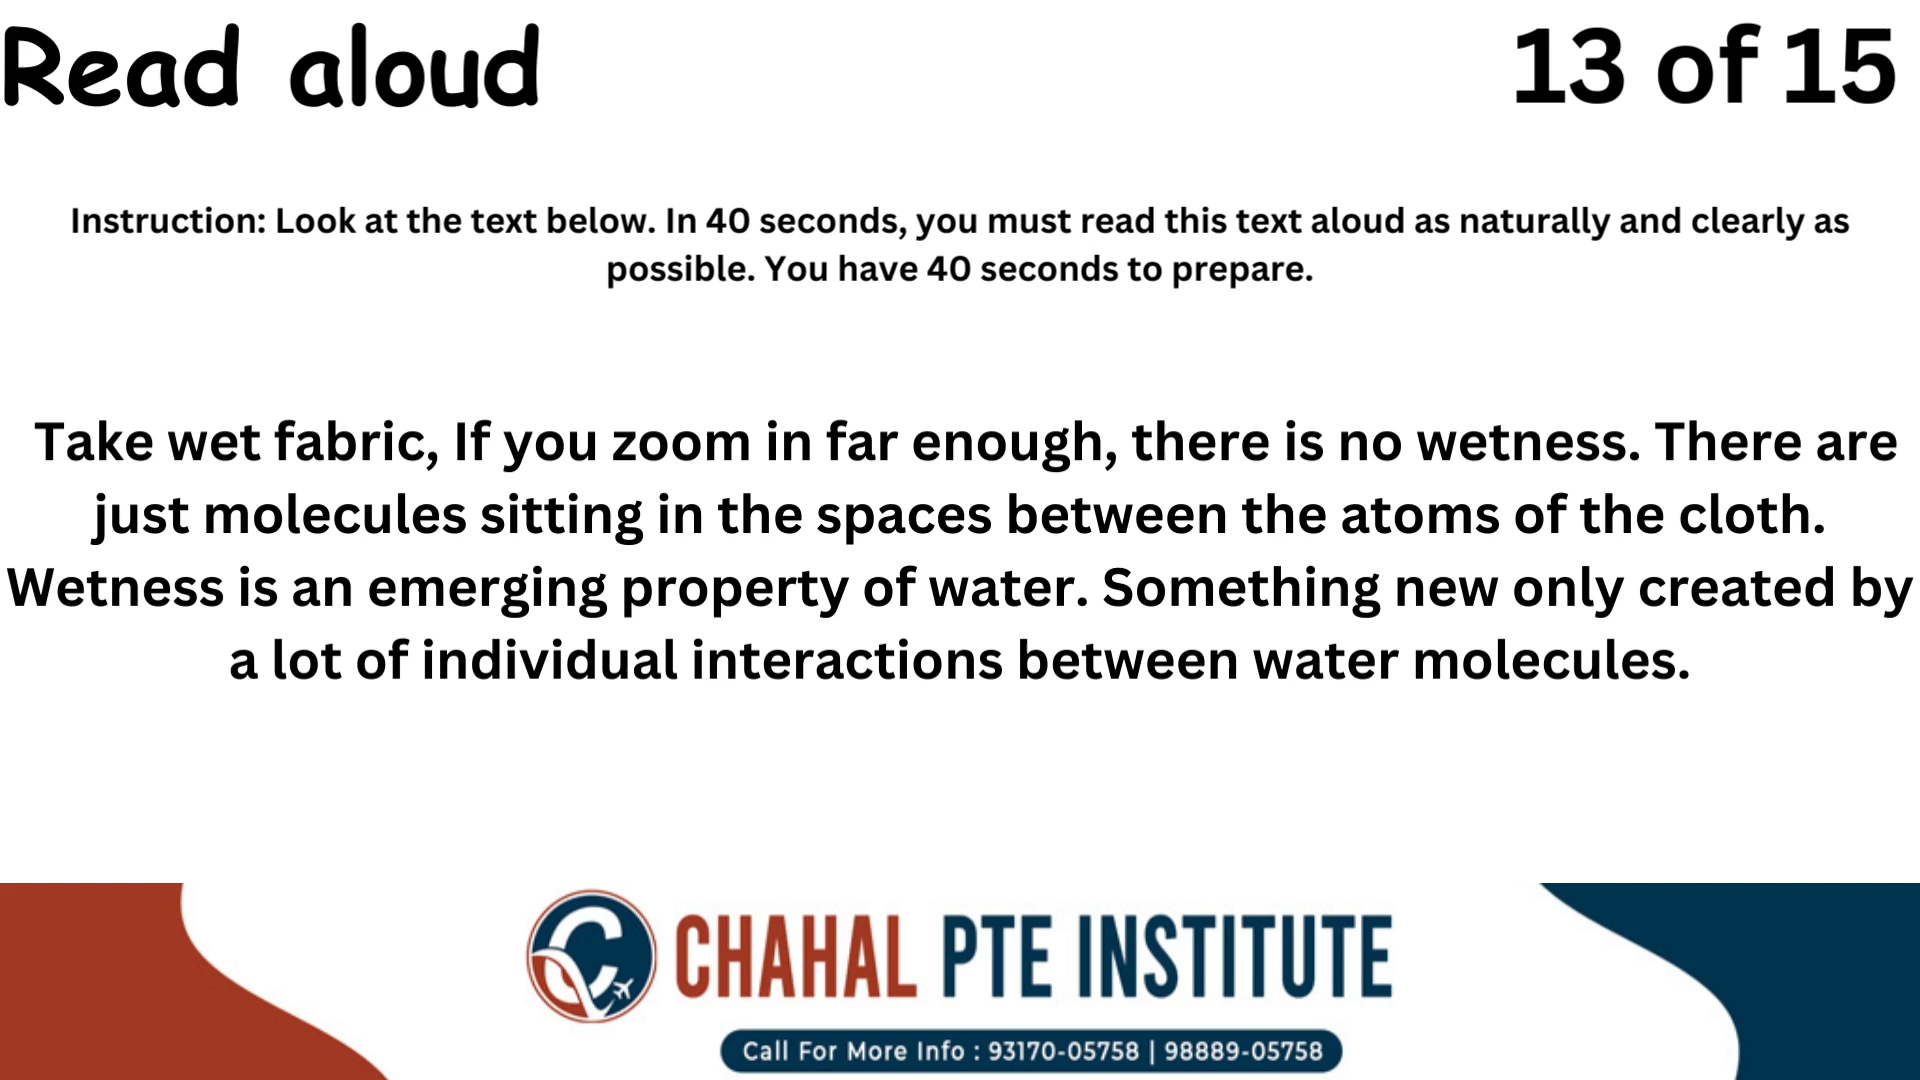 Read aloud
13 of 15
Instruction: Look at the text below. In 40 seconds, you must read this text aloud as naturally and clearly as
possible. You have 40 seconds to prepare.
Take wet fabric, If you zoom in far enough, there is no wetness. There are
just molecules sitting in the spaces between the atoms of the cloth.
Wetness is an emerging property of water. Something new only created by
a lot of individual interactions between water molecules.
CHAHAL PTE INSTITUTE
Call For More Info : 93170-05758 | 98889-05758